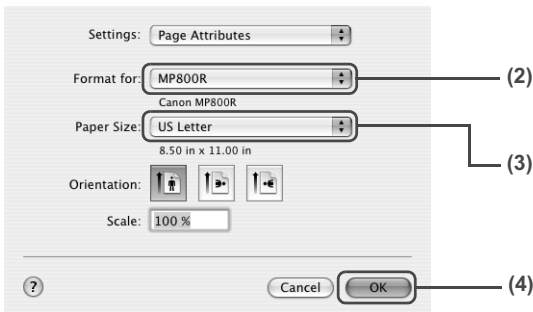 Settings: Page Attributes
Format for: MP800R (2)
Canon MP800R
Paper Size: US Letter
8.50 in x 11.00 in (3)
Orientation:
Scale: 100 %
? Cancel OK (4)